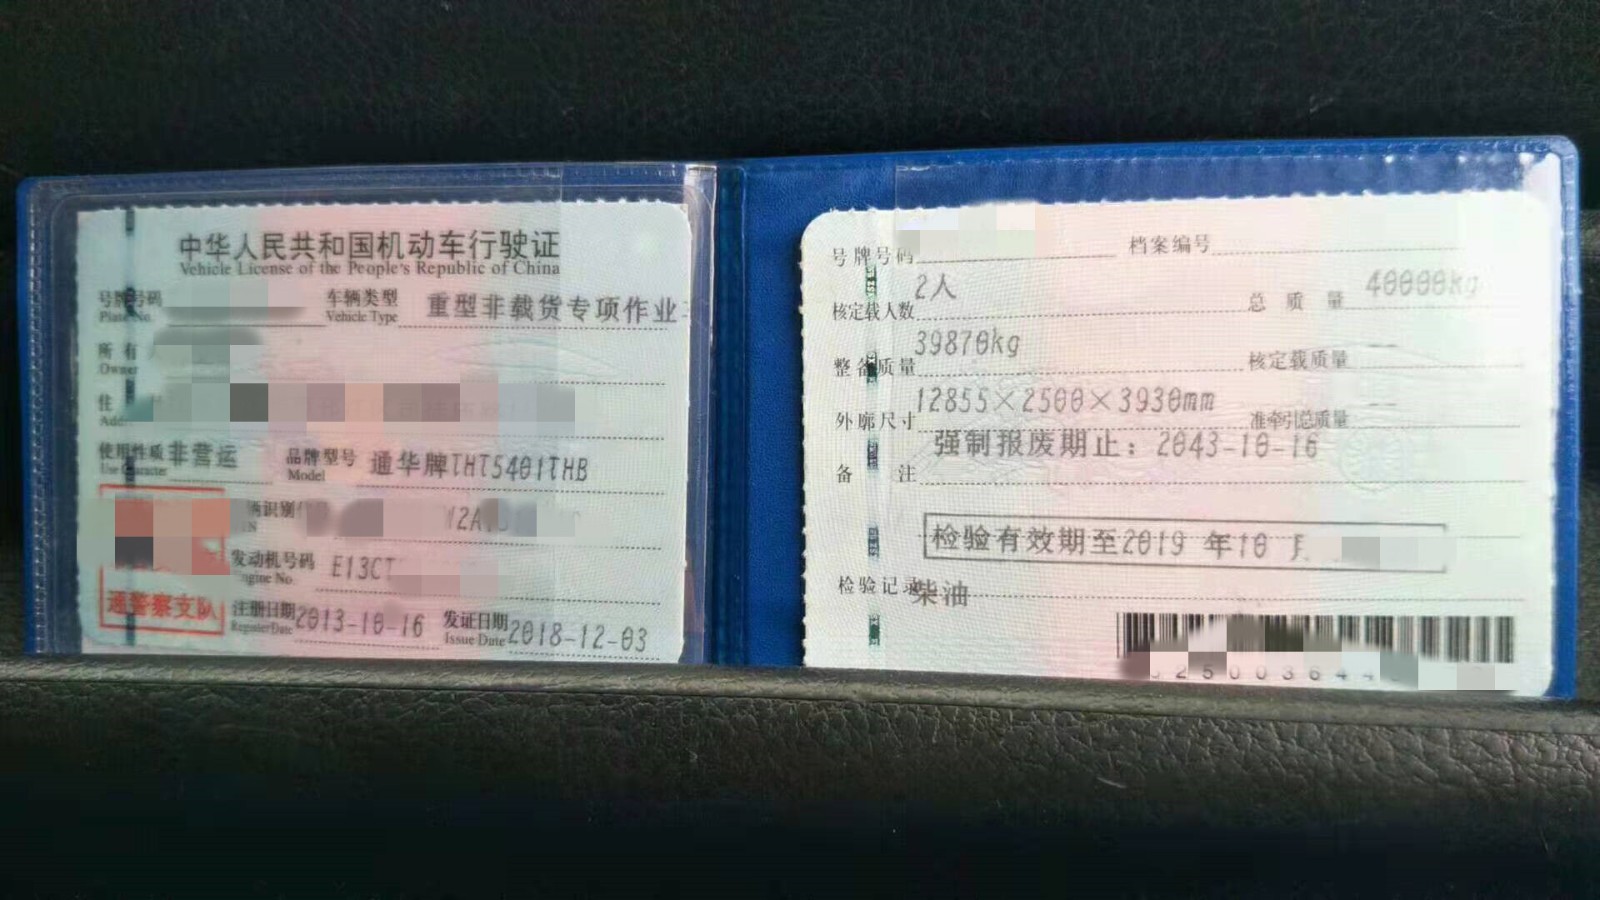 中华人民共和国机动车行驶证
Vehicle License of the People's Republic of China
号牌号码
Plate No.
车辆类型 重型非载货专项作业
Vehicle Type
所有
Owner
住
Add
使用性质 非营运
Use Character
品牌型号 通华牌THT5401THB
Model
辆识别
发动机号码 E13CT
Engine No.
通警察支队
注册日期 2013-10-16
Register Date
发证日期 2018-12-03
Issue Date
号牌号码
档案编号
核定载人数 2人
总质量 40000kg
整备质量 39870kg
核定载质量 --
外廓尺寸 12855×2500×3930mm
准牵引总质量 --
备注 强制报废期止：2043-10-16
检验有效期至2019 年10 月
检验记录 柴油
25003644